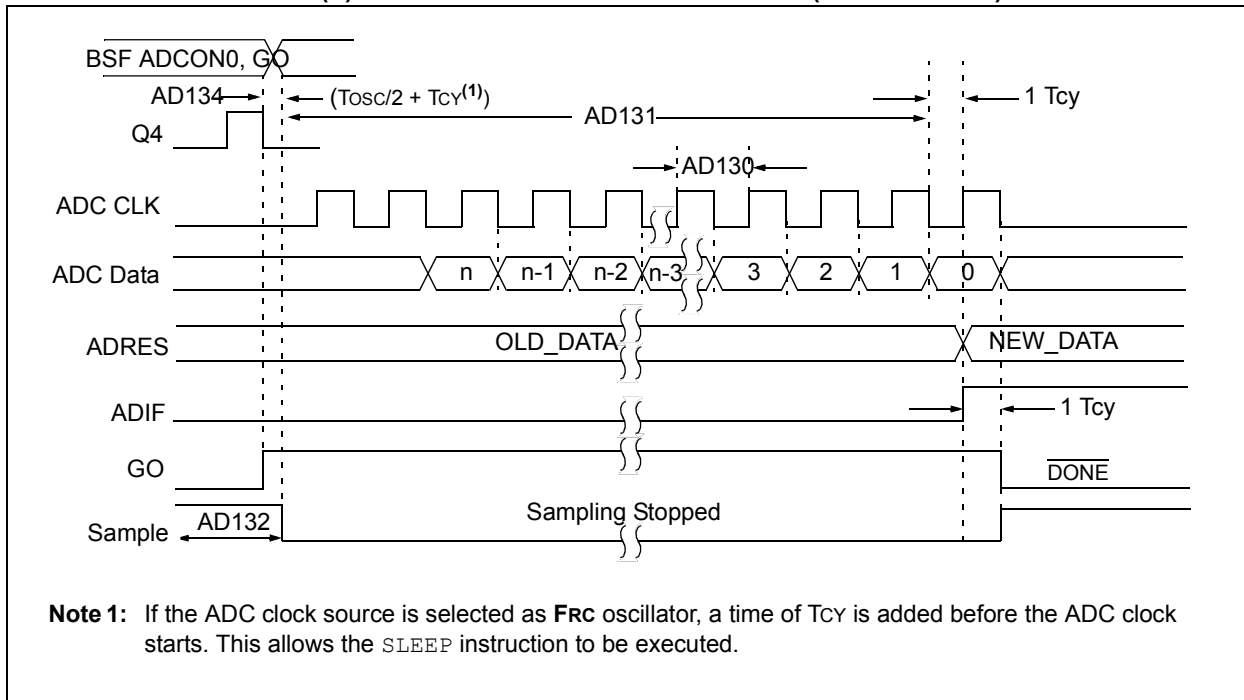 BSF ADCON0, GO
AD134
(TOSC/2 + TCY(1))
AD131
1 Tcy
Q4
AD130
ADC CLK
ADC Data
n
n-1
n-2
n-3
3
2
1
0
ADRES
OLD_DATA
NEW_DATA
ADIF
1 Tcy
GO
DONE
Sample
AD132
Sampling Stopped
Note 1: If the ADC clock source is selected as FRC oscillator, a time of TCY is added before the ADC clock
starts. This allows the SLEEP instruction to be executed.